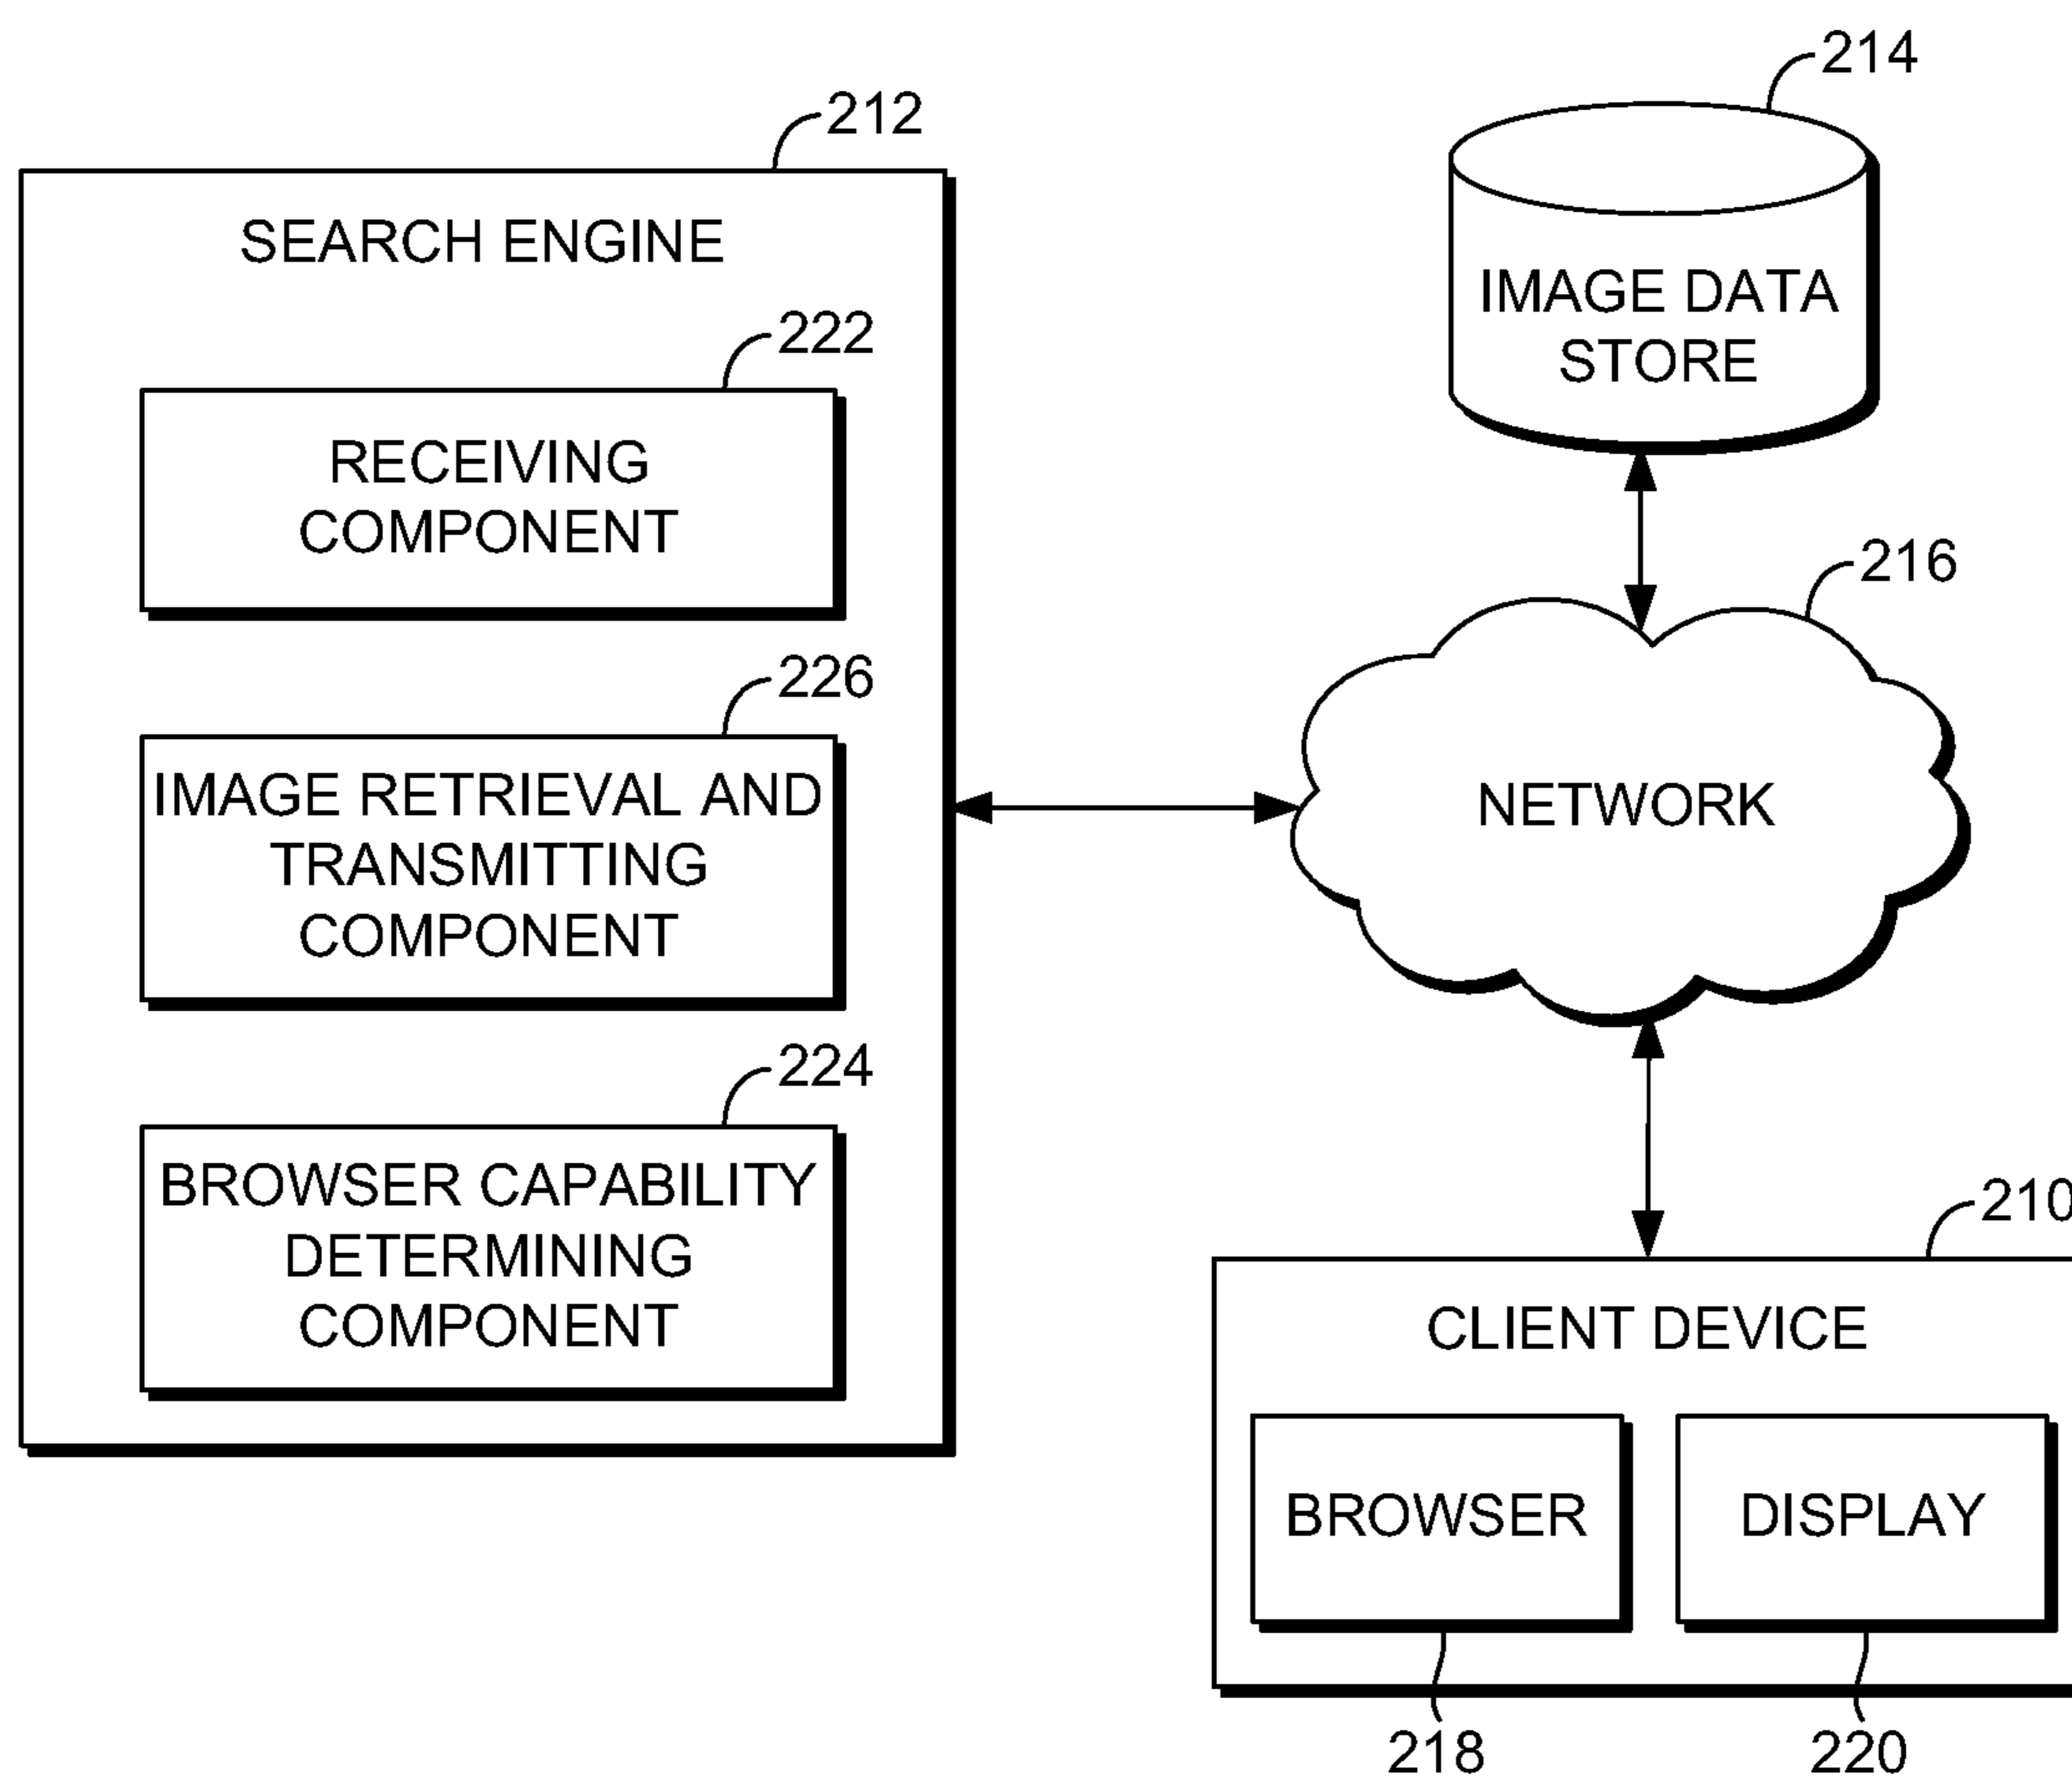 212
SEARCH ENGINE
222
RECEIVING
COMPONENT
226
IMAGE RETRIEVAL AND
TRANSMITTING
COMPONENT
224
BROWSER CAPABILITY
DETERMINING
COMPONENT
214
IMAGE DATA
STORE
216
NETWORK
210
CLIENT DEVICE
BROWSER
DISPLAY
218
220